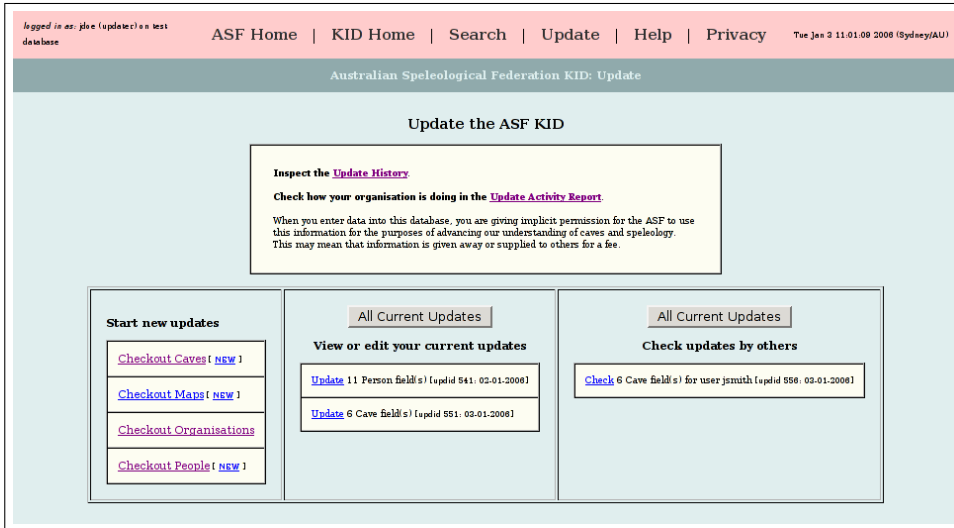 logged in as: jdoe (updater) on test
database
ASF Home | KID Home | Search | Update | Help | Privacy
Tue Jan 3 11:01:09 2006 (Sydney/AU)
Australian Speleological Federation KID: Update
Update the ASF KID
Inspect the Update History.
Check how your organisation is doing in the Update Activity Report.
When you enter data into this database, you are giving implicit permission for the ASF to use
this information for the purposes of advancing our understanding of caves and speleology.
This may mean that information is given away or supplied to others for a fee.
Start new updates
Checkout Caves [ NEW ]
Checkout Maps [ NEW ]
Checkout Organisations
Checkout People [ NEW ]
All Current Updates
View or edit your current updates
Update 11 Person field(s) [updid 541: 02-01-2006]
Update 6 Cave field(s) [updid 551: 03-01-2006]
All Current Updates
Check updates by others
Check 6 Cave field(s) for user jsmith [updid 556: 03-01-2006]